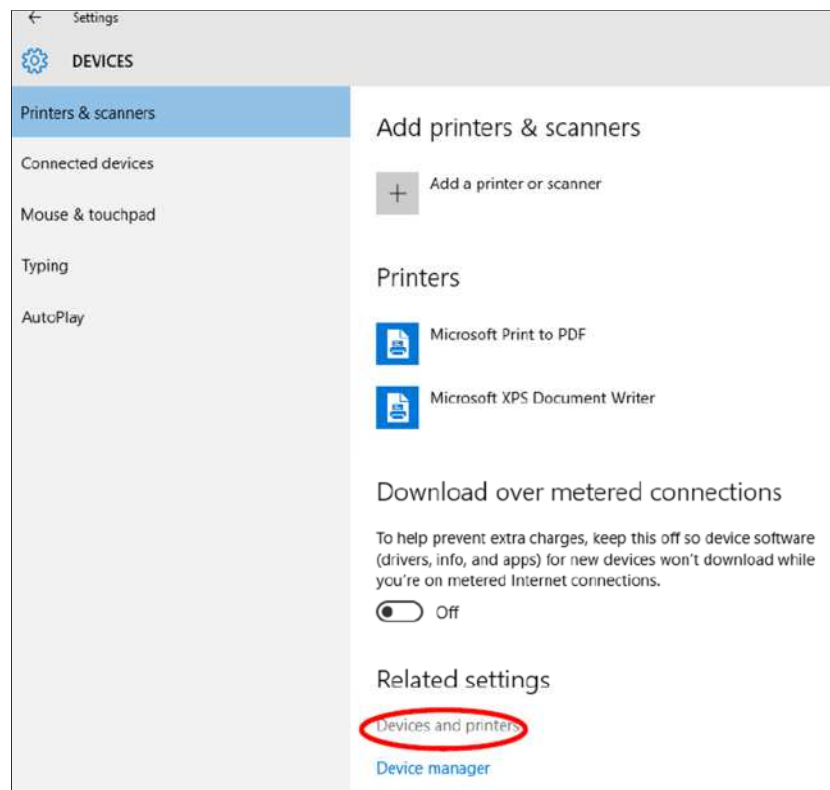 Settings
DEVICES
Printers & scanners
Connected devices
Mouse & touchpad
Typing
AutoPlay
Add printers & scanners
Add a printer or scanner
Printers
Microsoft Print to PDF
Microsoft XPS Document Writer
Download over metered connections
To help prevent extra charges, keep this off so device software
(drivers, info, and apps) for new devices won't download while
you're on metered Internet connections.
Off
Related settings
Devices and printers
Device manager